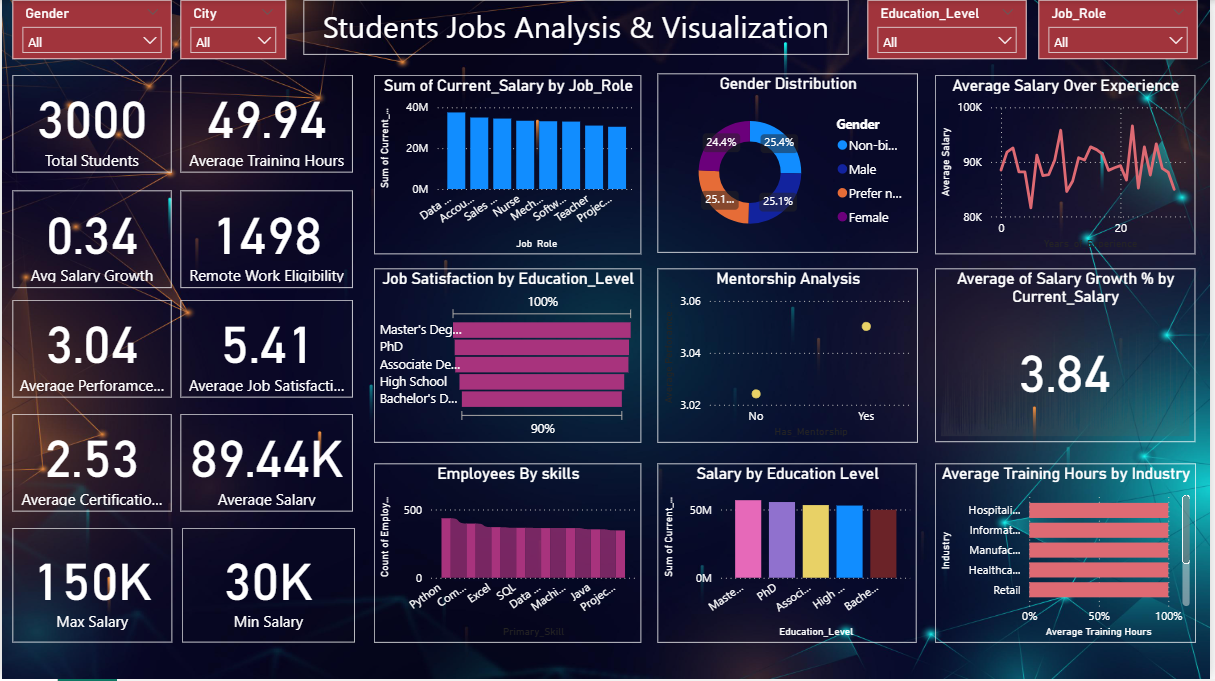 Gender
All
City
All
Students Jobs Analysis & Visualization
Education_Level
All
Job_Role
All
3000
Total Students
49.94
Average Training Hours
0.34
Avg Salary Growth
1498
Remote Work Eligibility
3.04
Average Perforamce...
5.41
Average Job Satisfacti...
2.53
Average Certificatio...
89.44K
Average Salary
150K
Max Salary
30K
Min Salary
Sum of Current_Salary by Job_Role
Sum of Current_...
40M
20M
0M
Data ...
Accou...
Sales ...
Nurse
Mech...
Softw...
Teacher
Projec...
Job_Role
Gender Distribution
24.4%
25.4%
25.1...
25.1%
Gender
Non-bi...
Male
Prefer n...
Female
Average Salary Over Experience
Average Salary
100K
90K
80K
0
20
Years of Experience
Job Satisfaction by Education_Level
100%
Master's Deg...
PhD
Associate De...
High School
Bachelor's D...
90%
Mentorship Analysis
3.06
3.04
3.02
No
Yes
Has_Mentorship
Average of Salary Growth % by
Current_Salary
3.84
Employees By skills
Count of Employ...
500
0
Python
Com...
Excel
SQL
Data ...
Machi...
Java
Projec...
Primary_Skill
Salary by Education Level
Sum of Current_...
50M
0M
Maste...
PhD
Associ...
High ...
Bache...
Education_Level
Average Training Hours by Industry
Industry
Hospitali...
Informat...
Manufac...
Healthca...
Retail
0%
50%
100%
Average Training Hours